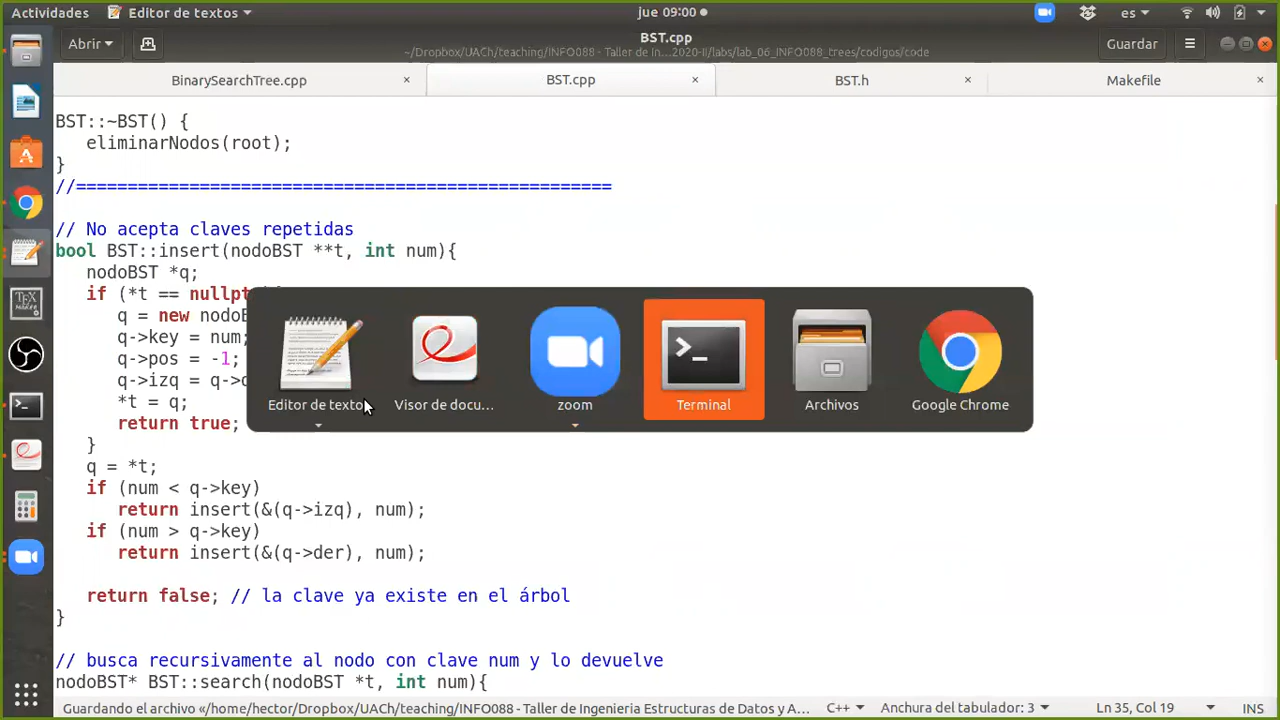 Actividades
Editor de textos
jue 09:00
es
Abrir
BST.cpp
~/Dropbox/UACh/teaching/INFO088 - Taller de In…2020-II/labs/lab_06_INFO088_trees/codigos/code
Guardar
BinarySearchTree.cpp
BST.cpp
BST.h
Makefile
BST::~BST() {
eliminarNodos(root);
}
//====================================================
// No acepta claves repetidas
bool BST::insert(nodoBST **t, int num){
nodoBST *q;
if (*t == nullpt
q = new nodoB
q->key = num;
q->pos = -1;
q->izq = q->d
*t = q;
return true;
}
q = *t;
if (num < q->key)
return insert(&(q->izq), num);
if (num > q->key)
return insert(&(q->der), num);
return false; // la clave ya existe en el árbol
}
// busca recursivamente al nodo con clave num y lo devuelve
nodoBST* BST::search(nodoBST *t, int num){
Editor de texto
Visor de docu…
zoom
Terminal
Archivos
Google Chrome
Guardando el archivo «/home/hector/Dropbox/UACh/teaching/INFO088 - Taller de Ingenieria Estructuras de Datos y A…
C++
Anchura del tabulador: 3
Ln 35, Col 19
INS